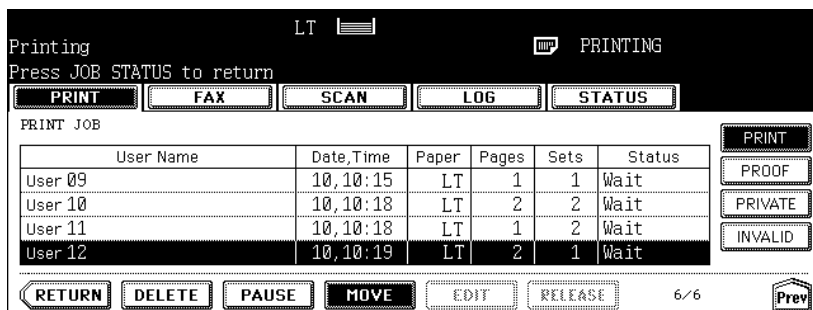 LT
Printing PRINTING
Press JOB STATUS to return
PRINT FAX SCAN LOG STATUS
PRINT JOB
PRINT
User Name Date,Time Paper Pages Sets Status
PROOF
User 09 10,10:15 LT 1 1 Wait
User 10 10,10:18 LT 2 2 Wait
PRIVATE
User 11 10,10:18 LT 1 2 Wait
INVALID
User 12 10,10:19 LT 2 1 Wait
RETURN DELETE PAUSE MOVE EDIT RELEASE 6/6 Prev